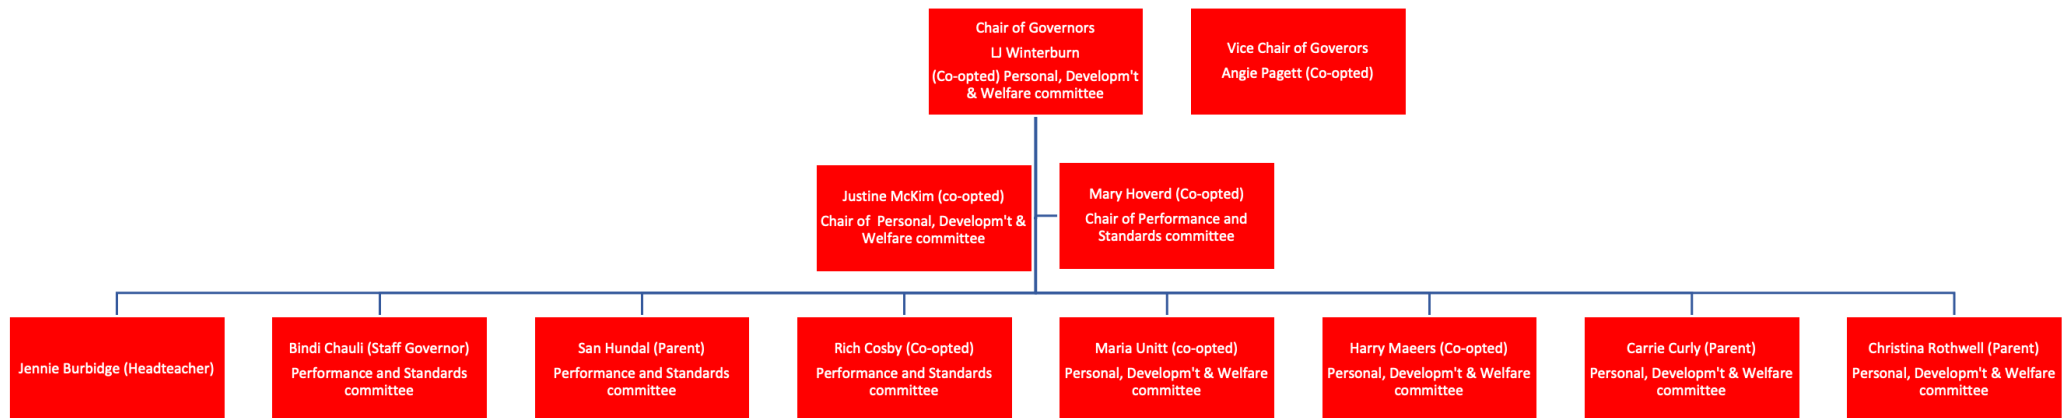 Chair of Governors
LJ Winterburn
(Co-opted) Personal, Developm't
& Welfare committee
Vice Chair of Goverors
Angie Pagett (Co-opted)
Justine McKim (co-opted)
Chair of  Personal, Developm't &
Welfare committee
Mary Hoverd (Co-opted)
Chair of Performance and
Standards committee
Jennie Burbidge (Headteacher)
Bindi Chauli (Staff Governor)
Performance and Standards
committee
San Hundal (Parent)
Performance and Standards
committee
Rich Cosby (Co-opted)
Performance and Standards
committee
Maria Unitt (co-opted)
Personal, Developm't & Welfare
committee
Harry Maeers (Co-opted)
Personal, Developm't & Welfare
committee
Carrie Curly (Parent)
Personal, Developm't & Welfare
committee
Christina Rothwell (Parent)
Personal, Developm't & Welfare
committee